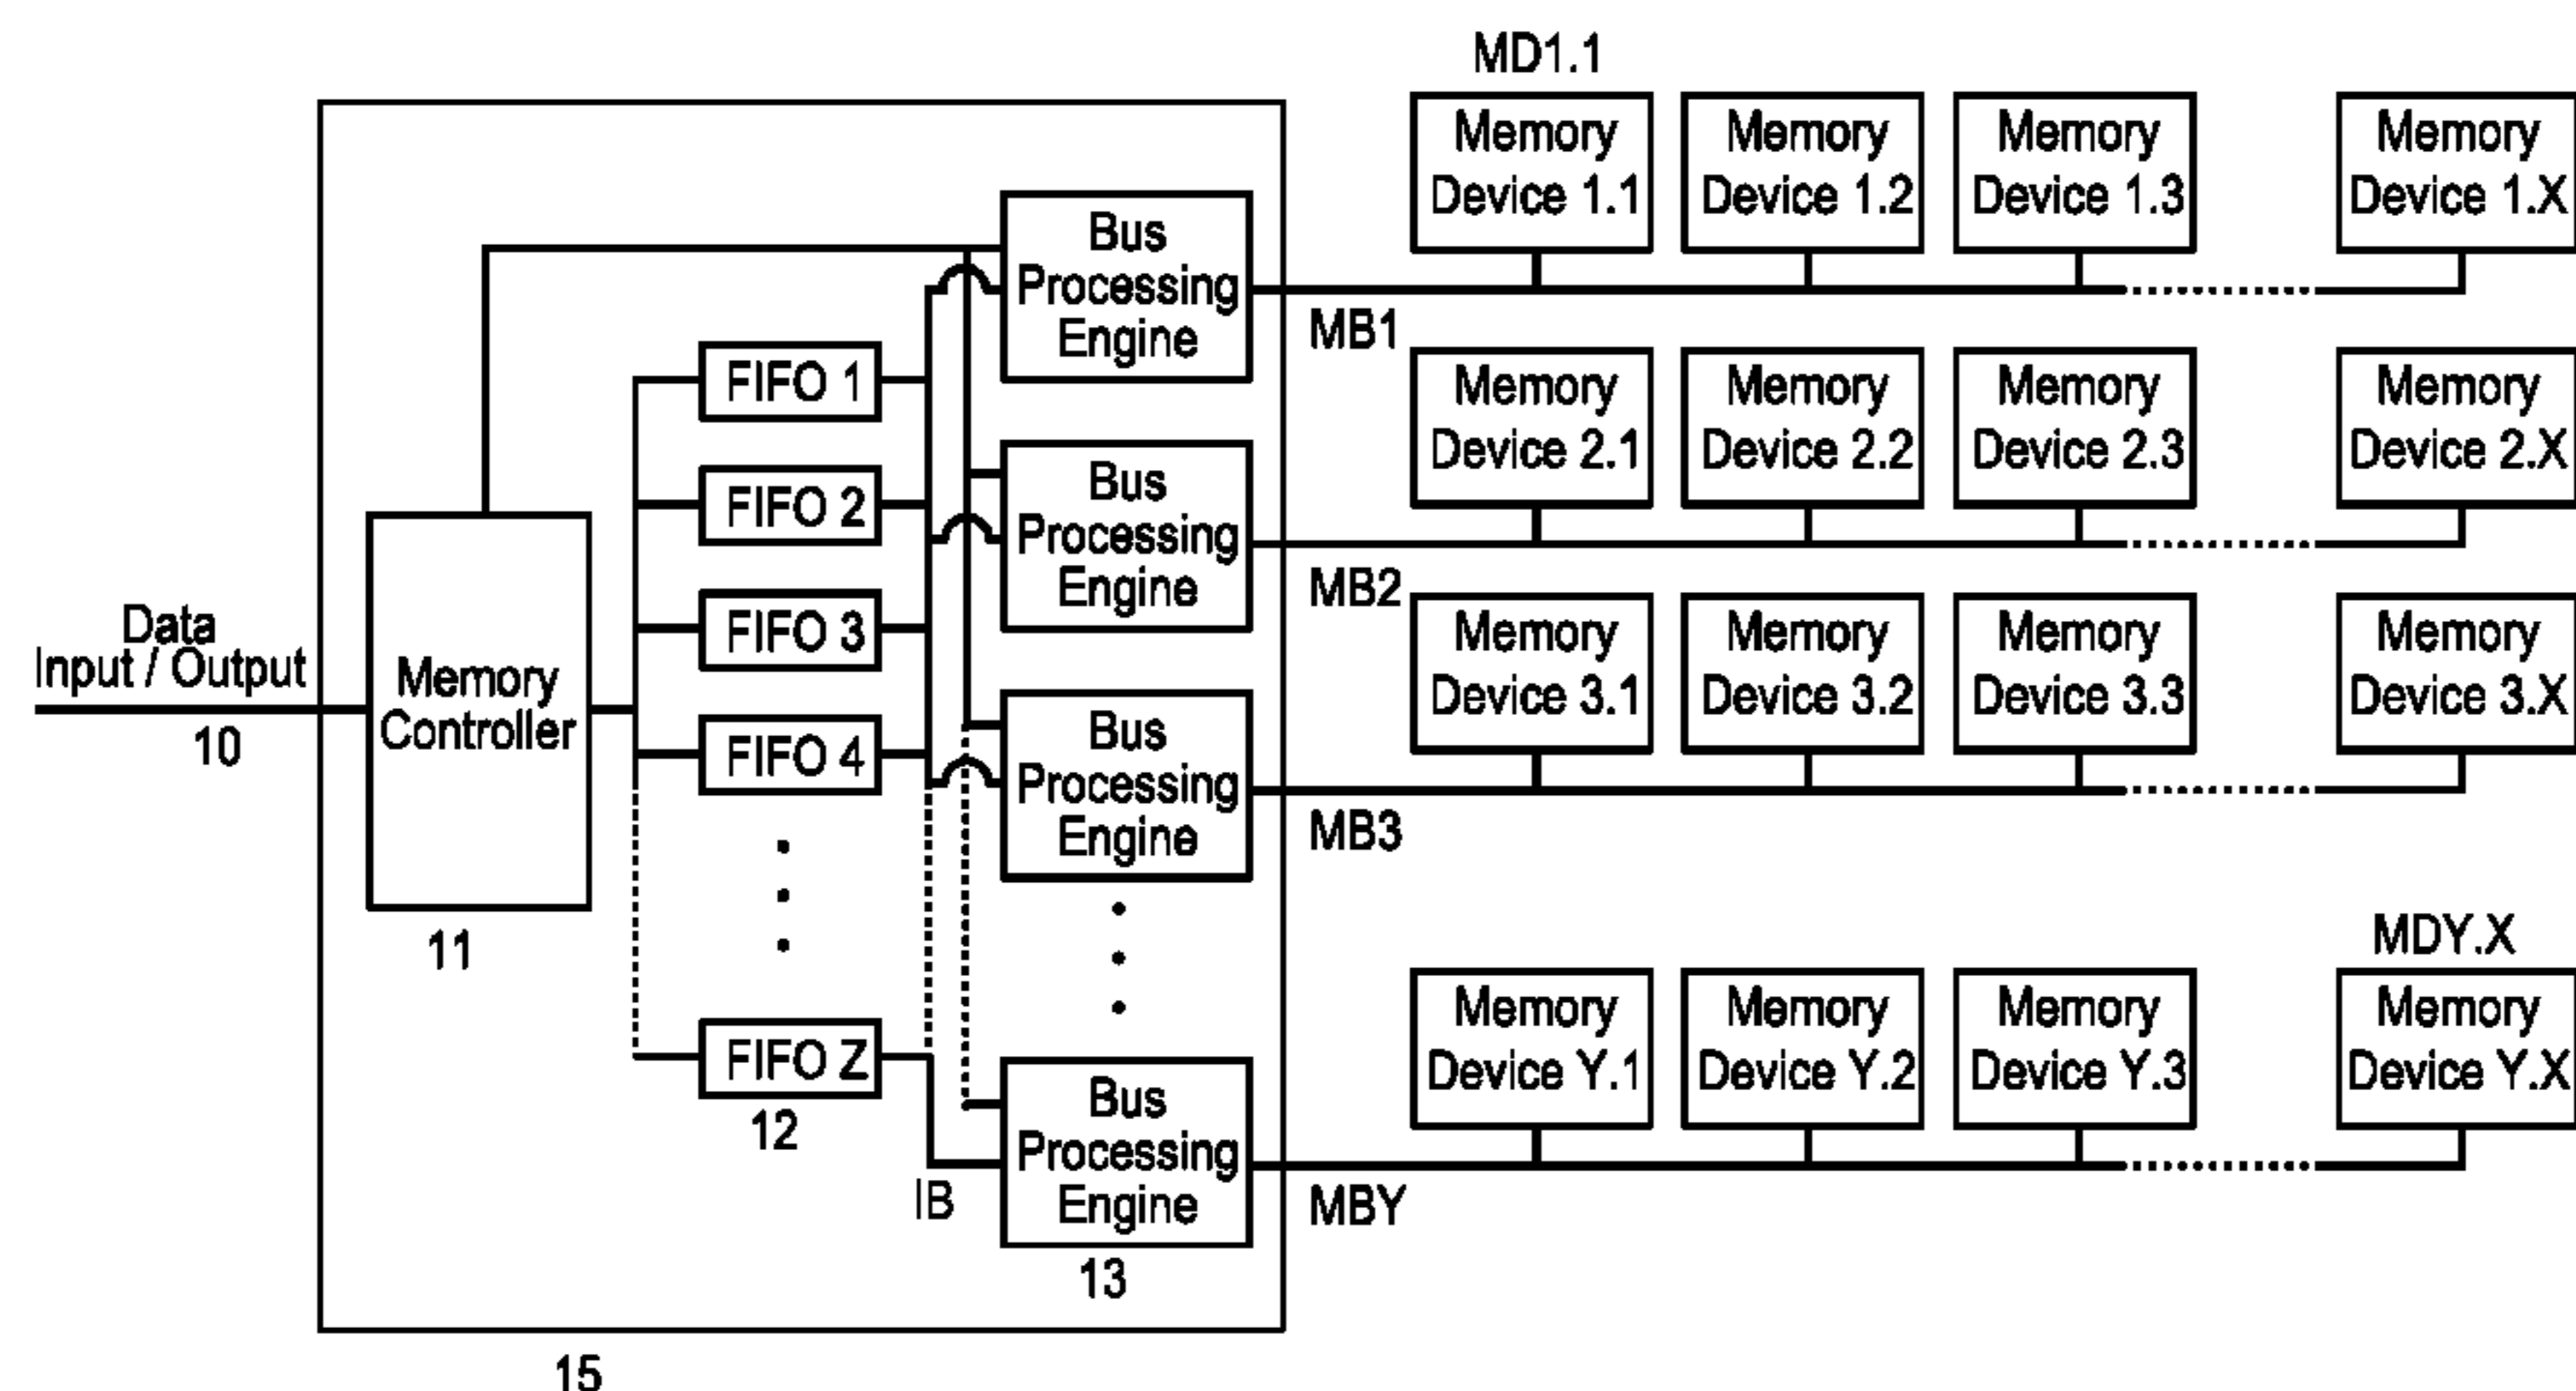 MD1.1
Memory
Device 1.1
Memory
Device 1.2
Memory
Device 1.3
Memory
Device 1.X
Bus
Processing
Engine
MB1
FIFO 1
Memory
Device 2.1
Memory
Device 2.2
Memory
Device 2.3
Memory
Device 2.X
Bus
Processing
Engine
MB2
FIFO 2
FIFO 3
Data
Input / Output
10
Memory
Controller
11
Memory
Device 3.1
Memory
Device 3.2
Memory
Device 3.3
Memory
Device 3.X
Bus
Processing
Engine
MB3
FIFO 4
FIFO Z
12
IB
MDY.X
Memory
Device Y.1
Memory
Device Y.2
Memory
Device Y.3
Memory
Device Y.X
Bus
Processing
Engine
MBY
13
15